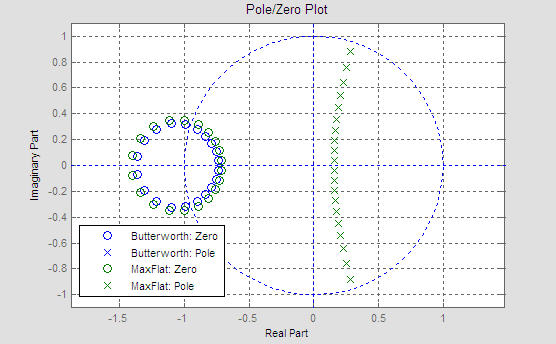 Pole/Zero Plot
1
0.8
0.6
0.4
0.2
0
-0.2
-0.4
-0.6
-0.8
-1
Imaginary Part
Butterworth: Zero
Butterworth: Pole
MaxFlat: Zero
MaxFlat: Pole
-1.5 -1 -0.5 0 0.5 1
Real Part